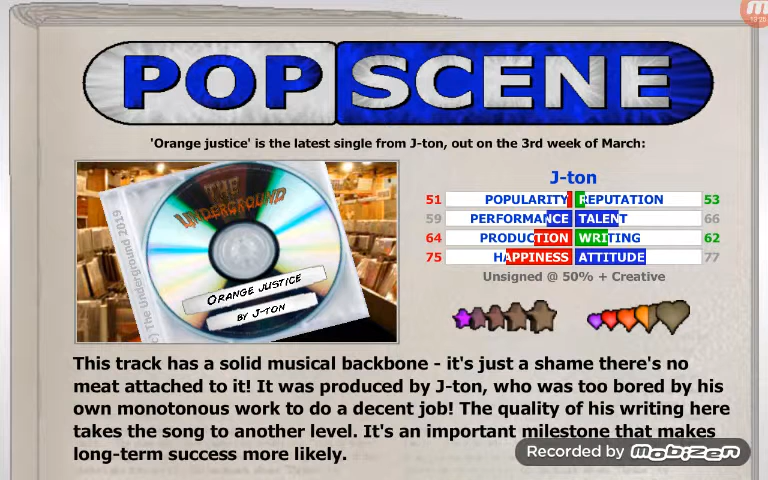 13:25
POP SCENE
'Orange justice' is the latest single from J-ton, out on the 3rd week of March:
THE
UNDERGROUND
(c) The underground 2019
ORANGE JUSTICE
BY J-TON
J-ton
51 POPULARITY REPUTATION 53
59 PERFORMANCE TALENT 66
64 PRODUCTION WRITING 62
75 HAPPINESS ATTITUDE 77
Unsigned @ 50% + Creative
This track has a solid musical backbone - it's just a shame there's no
meat attached to it! It was produced by J-ton, who was too bored by his
own monotonous work to do a decent job! The quality of his writing here
takes the song to another level. It's an important milestone that makes
long-term success more likely.
Recorded by mobizen